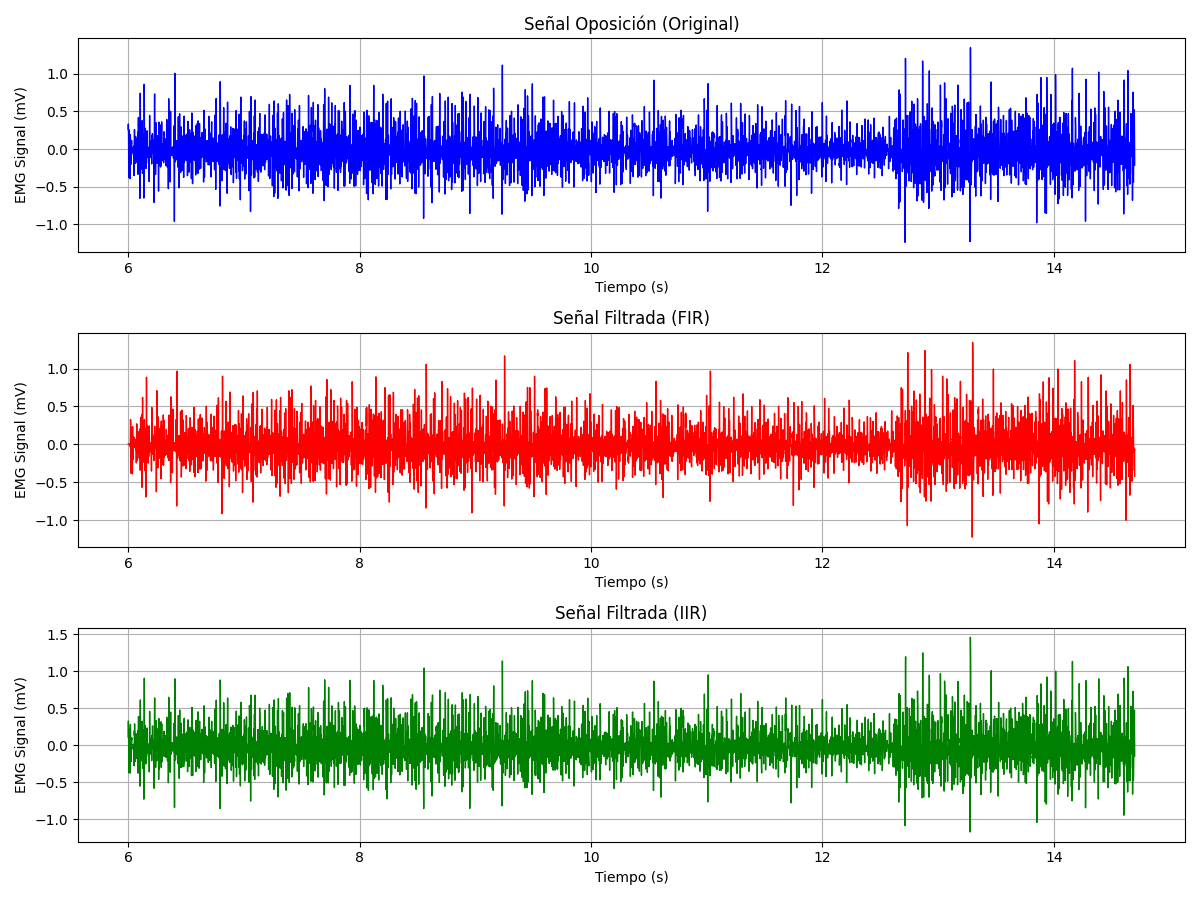 Señal Oposición (Original)
EMG Signal (mV)
1.0
0.5
0.0
−0.5
−1.0
6 8 10 12 14
Tiempo (s)
Señal Filtrada (FIR)
EMG Signal (mV)
1.0
0.5
0.0
−0.5
−1.0
6 8 10 12 14
Tiempo (s)
Señal Filtrada (IIR)
EMG Signal (mV)
1.5
1.0
0.5
0.0
−0.5
−1.0
6 8 10 12 14
Tiempo (s)